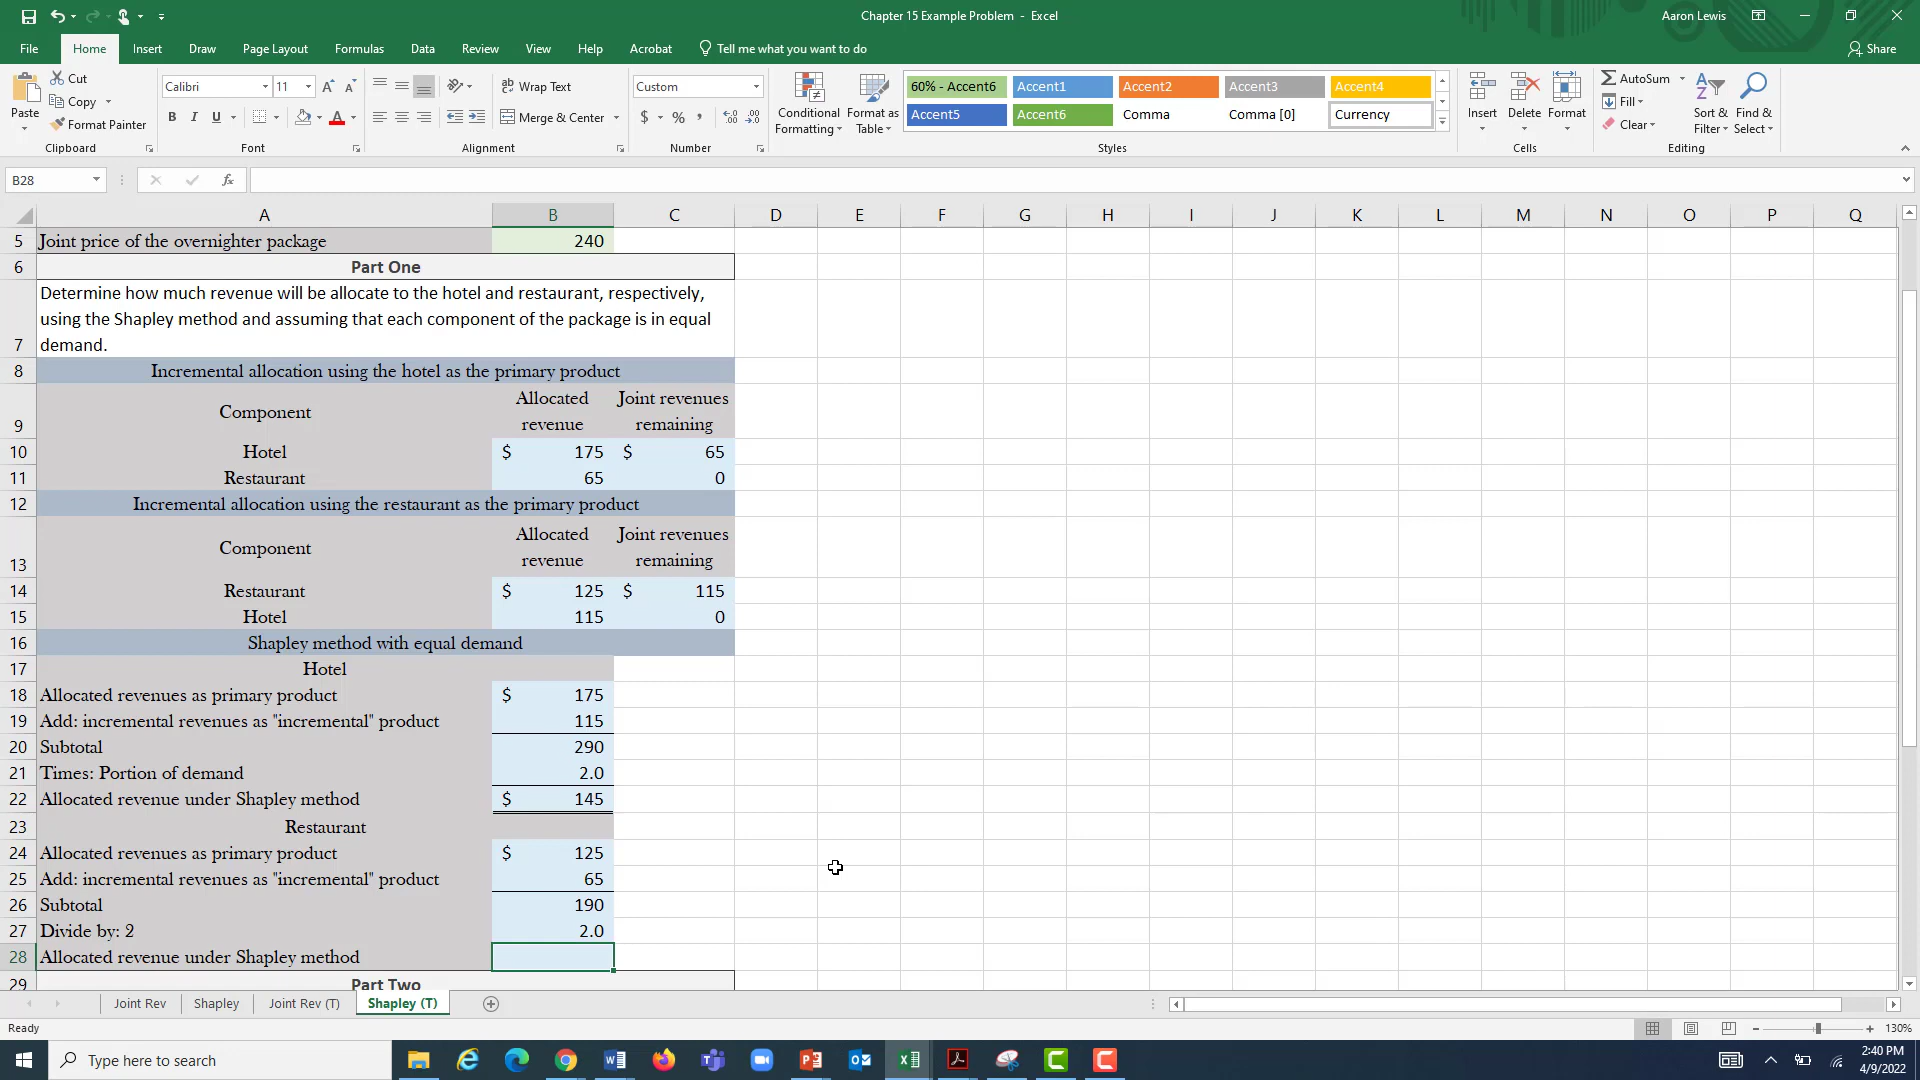 Chapter 15 Example Problem - Excel
Aaron Lewis
File Home Insert Draw Page Layout Formulas Data Review View Help Acrobat Tell me what you want to do Share
Paste
Cut
Copy
Format Painter
Clipboard
Calibri 11
B I U
Font
Wrap Text
Merge & Center
Alignment
Custom
$ % ,
Number
Conditional Formatting
Format as Table
60% - Accent6 Accent1 Accent2 Accent3 Accent4
Accent5 Accent6 Comma Comma [0] Currency
Styles
Insert Delete Format
Cells
AutoSum
Fill
Clear
Sort & Filter
Find & Select
Editing
B28
fx
A B C D E F G H I J K L M N O P Q
5 Joint price of the overnighter package 240
6 Part One
Determine how much revenue will be allocate to the hotel and restaurant, respectively,
using the Shapley method and assuming that each component of the package is in equal
7 demand.
8 Incremental allocation using the hotel as the primary product
9 Component Allocated revenue Joint revenues remaining
10 Hotel $ 175 $ 65
11 Restaurant 65 0
12 Incremental allocation using the restaurant as the primary product
13 Component Allocated revenue Joint revenues remaining
14 Restaurant $ 125 $ 115
15 Hotel 115 0
16 Shapley method with equal demand
17 Hotel
18 Allocated revenues as primary product $ 175
19 Add: incremental revenues as "incremental" product 115
20 Subtotal 290
21 Times: Portion of demand 2.0
22 Allocated revenue under Shapley method $ 145
23 Restaurant
24 Allocated revenues as primary product $ 125
25 Add: incremental revenues as "incremental" product 65
26 Subtotal 190
27 Divide by: 2 2.0
28 Allocated revenue under Shapley method
29 Part Two
Joint Rev Shapley Joint Rev (T) Shapley (T)
Ready
130%
Type here to search
2:40 PM
4/9/2022